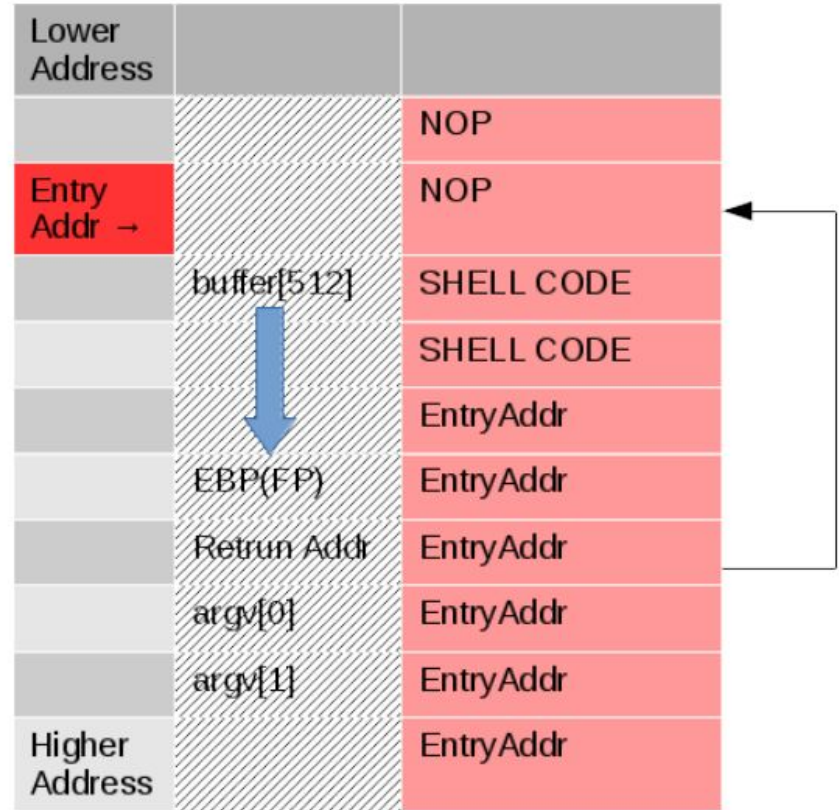 Lower
Address
NOP
Entry
Addr →
NOP
buffer[512]
SHELL CODE
SHELL CODE
EntryAddr
EBP(FP)
EntryAddr
Retrun Addr
EntryAddr
argv[0]
EntryAddr
argv[1]
EntryAddr
Higher
Address
EntryAddr